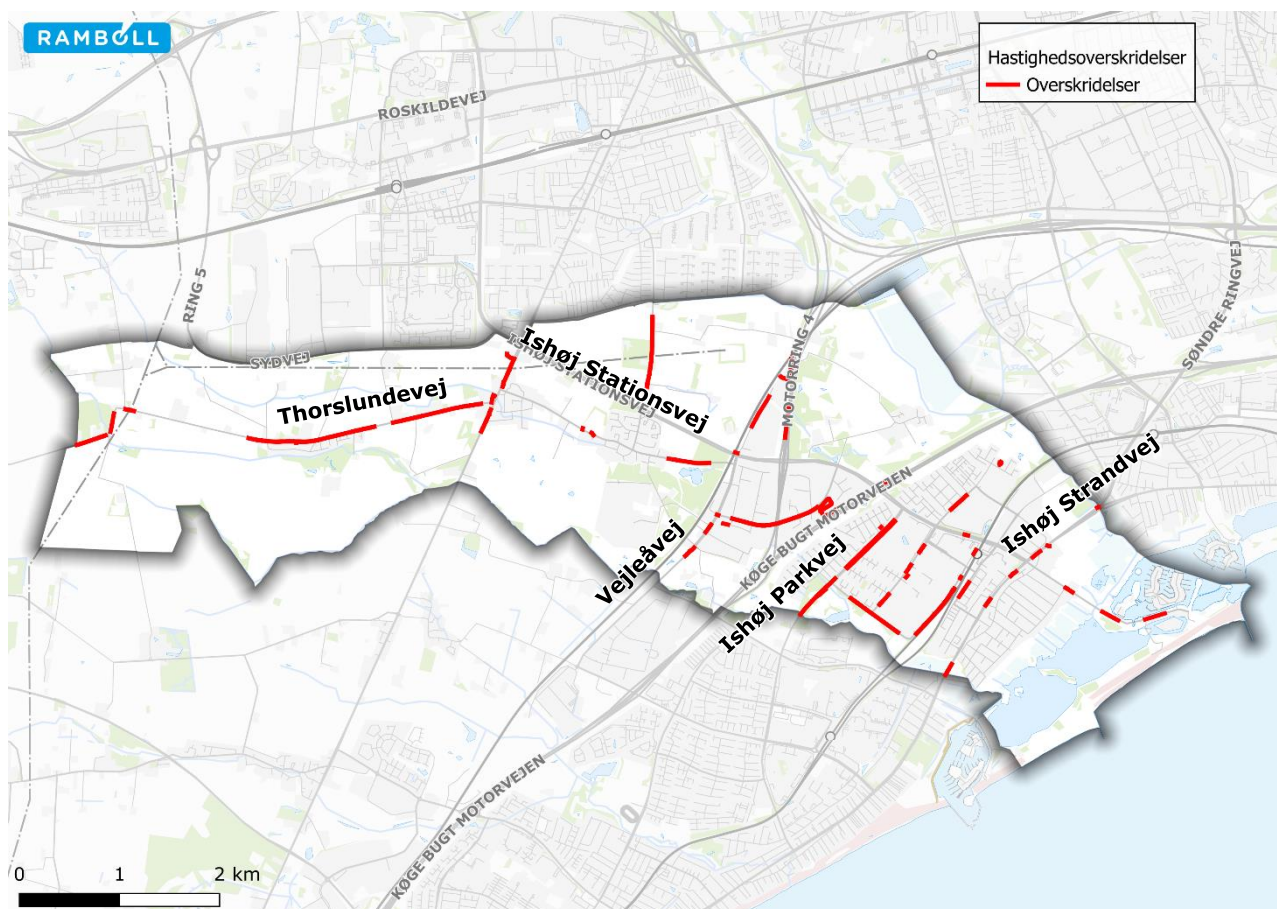 RAMBOLL
Hastighedsoverskridelser
Overskridelser
ROSKILDEVEJ
RING 5
SØNDRE RINGVEJ
MOTORRING 4
SYDVEJ
Ishøj Stationsvej
ISHØJ STATIONSVEJ
Thorslundevej
Ishøj Strandvej
Vejleåvej
KØGE BUGT MOTORVEJEN
Ishøj Parkvej
KØGE BUGT MOTORVEJEN
0 1 2 km